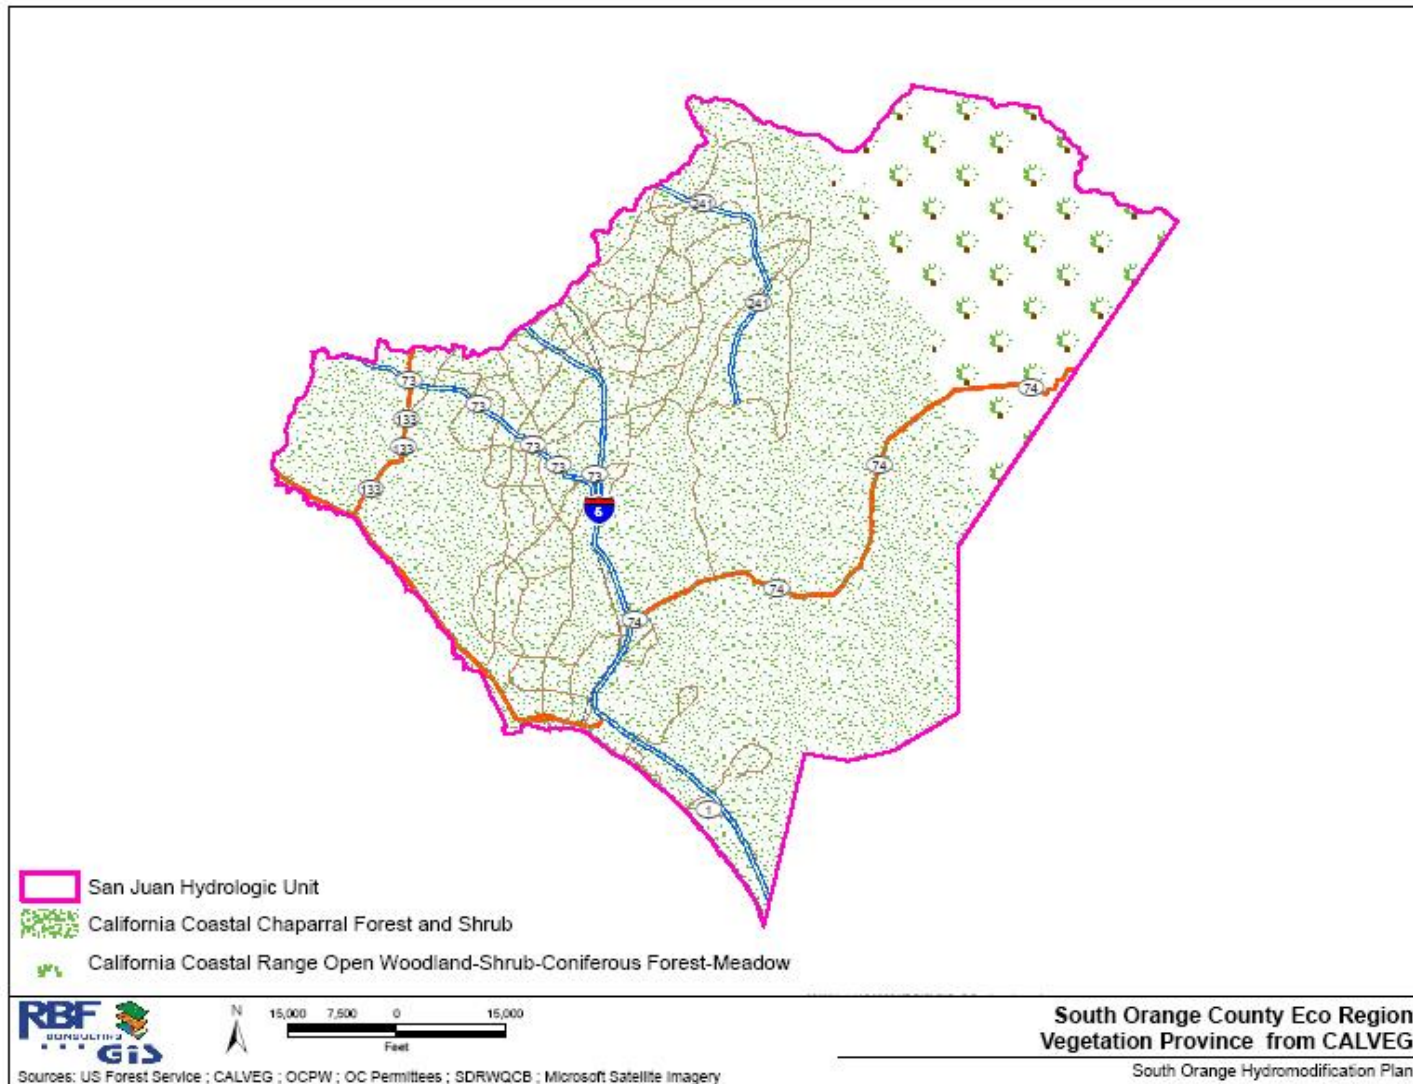 241
241
73
133
133
133
73
73
73
73
6
74
74
74
74
1
San Juan Hydrologic Unit
California Coastal Chaparral Forest and Shrub
California Coastal Range Open Woodland-Shrub-Coniferous Forest-Meadow
RBF
CONSULTING
GIS
N
15,000 7,500 0 15,000
Feet
South Orange County Eco Region
Vegetation Province from CALVEG
South Orange Hydromodification Plan
Sources: US Forest Service ; CALVEG ; OCPW ; OC Permittees ; SDRWQCB ; Microsoft Satellite Imagery